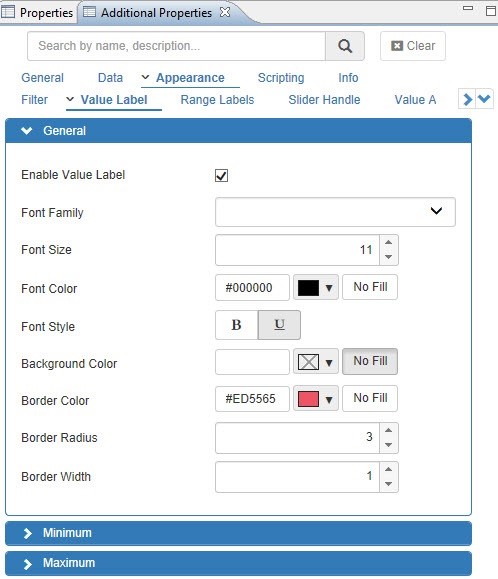 Properties Additional Properties
Search by name, description... Clear
General Data Appearance Scripting Info
Filter Value Label Range Labels Slider Handle Value A
General
Enable Value Label
Font Family
Font Size 11
Font Color #000000 No Fill
Font Style B U
Background Color No Fill
Border Color #ED5565 No Fill
Border Radius 3
Border Width 1
Minimum
Maximum